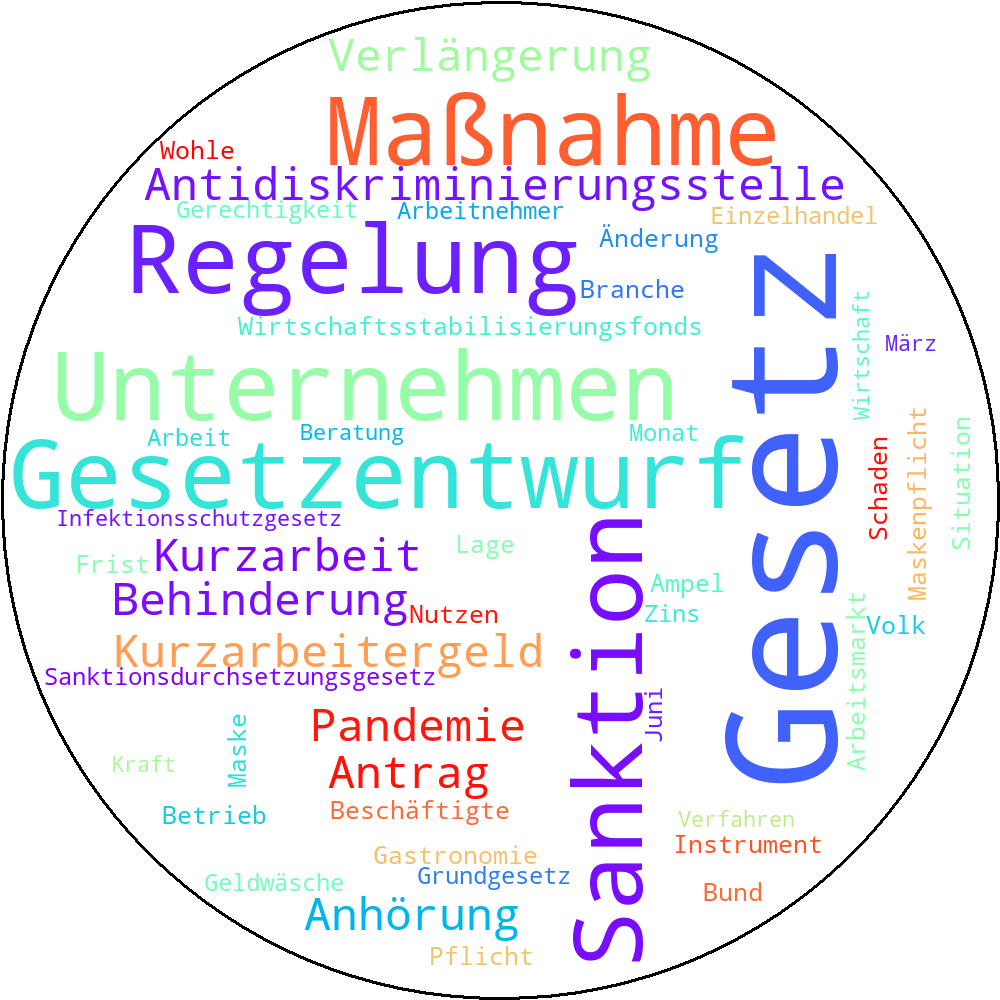 Verlängerung
Maßnahme
Wohle
Antidiskriminierungsstelle
Gerechtigkeit
Arbeitnehmer
Einzelhandel
Regelung
Änderung
Branche
Wirtschaftsstabilisierungsfonds
Gesetz
Wirtschaft
März
Unternehmen
Arbeit
Beratung
Monat
Gesetzentwurf
Schaden
Maskenpflicht
Situation
Infektionsschutzgesetz
Kurzarbeit
Lage
Frist
Sanktion
Behinderung
Nutzen
Ampel
Zins
Volk
Arbeitsmarkt
Kurzarbeitergeld
Sanktionsdurchsetzungsgesetz
Juni
Pandemie
Maske
Kraft
Antrag
Betrieb
Beschäftigte
Verfahren
Instrument
Gastronomie
Geldwäsche
Grundgesetz
Bund
Anhörung
Pflicht